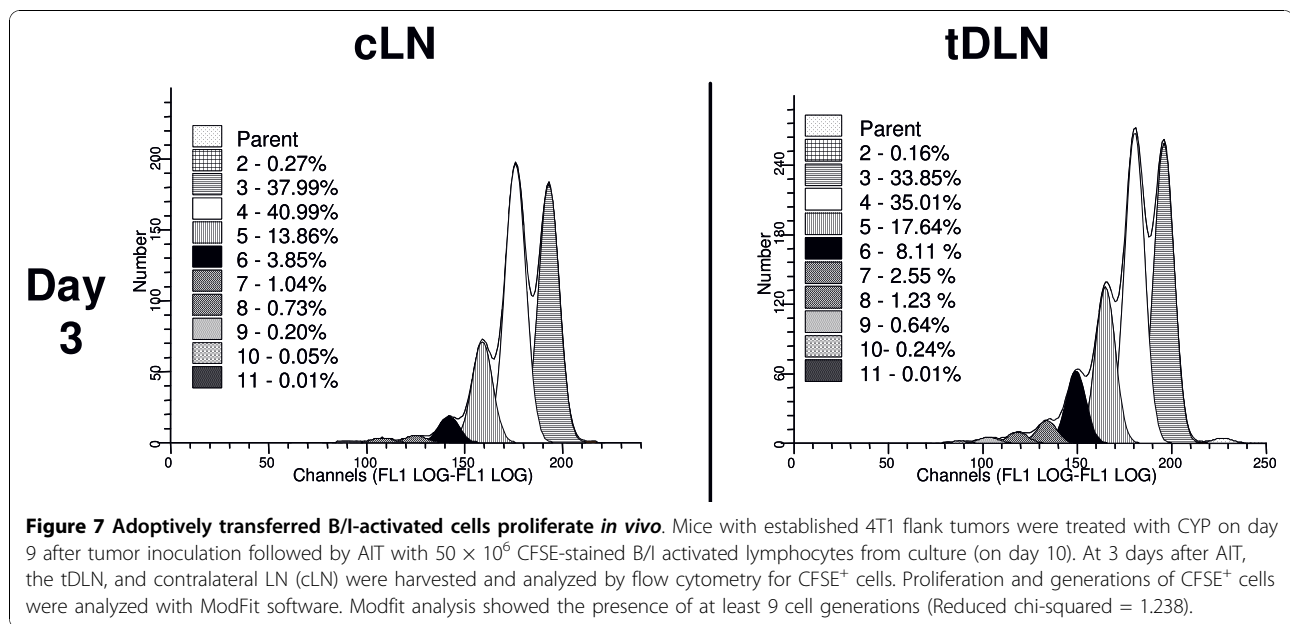 cLN
tDLN
Day
3
Number
200
150
100
50
0
Parent
2 - 0.27%
3 - 37.99%
4 - 40.99%
5 - 13.86%
6 - 3.85%
7 - 1.04%
8 - 0.73%
9 - 0.20%
10 - 0.05%
11 - 0.01%
0 50 100 150 200
Channels (FL1 LOG-FL1 LOG)
Number
240
180
120
60
0
Parent
2 - 0.16%
3 - 33.85%
4 - 35.01%
5 - 17.64%
6 - 8.11 %
7 - 2.55 %
8 - 1.23 %
9 - 0.64%
10- 0.24%
11 - 0.01%
0 50 100 150 200 250
Channels (FL1 LOG-FL1 LOG)
Figure 7 Adoptively transferred B/I-activated cells proliferate in vivo. Mice with established 4T1 flank tumors were treated with CYP on day
9 after tumor inoculation followed by AIT with 50 × 10⁶ CFSE-stained B/I activated lymphocytes from culture (on day 10). At 3 days after AIT,
the tDLN, and contralateral LN (cLN) were harvested and analyzed by flow cytometry for CFSE⁺ cells. Proliferation and generations of CFSE⁺ cells
were analyzed with ModFit software. Modfit analysis showed the presence of at least 9 cell generations (Reduced chi-squared = 1.238).